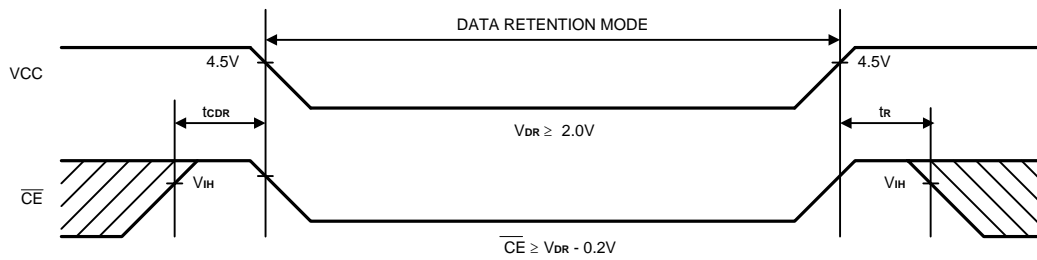 DATA RETENTION MODE
VCC
4.5V
4.5V
tCDR
VDR ≥ 2.0V
tR
CE
VIH
VIH
CE ≥ VDR - 0.2V